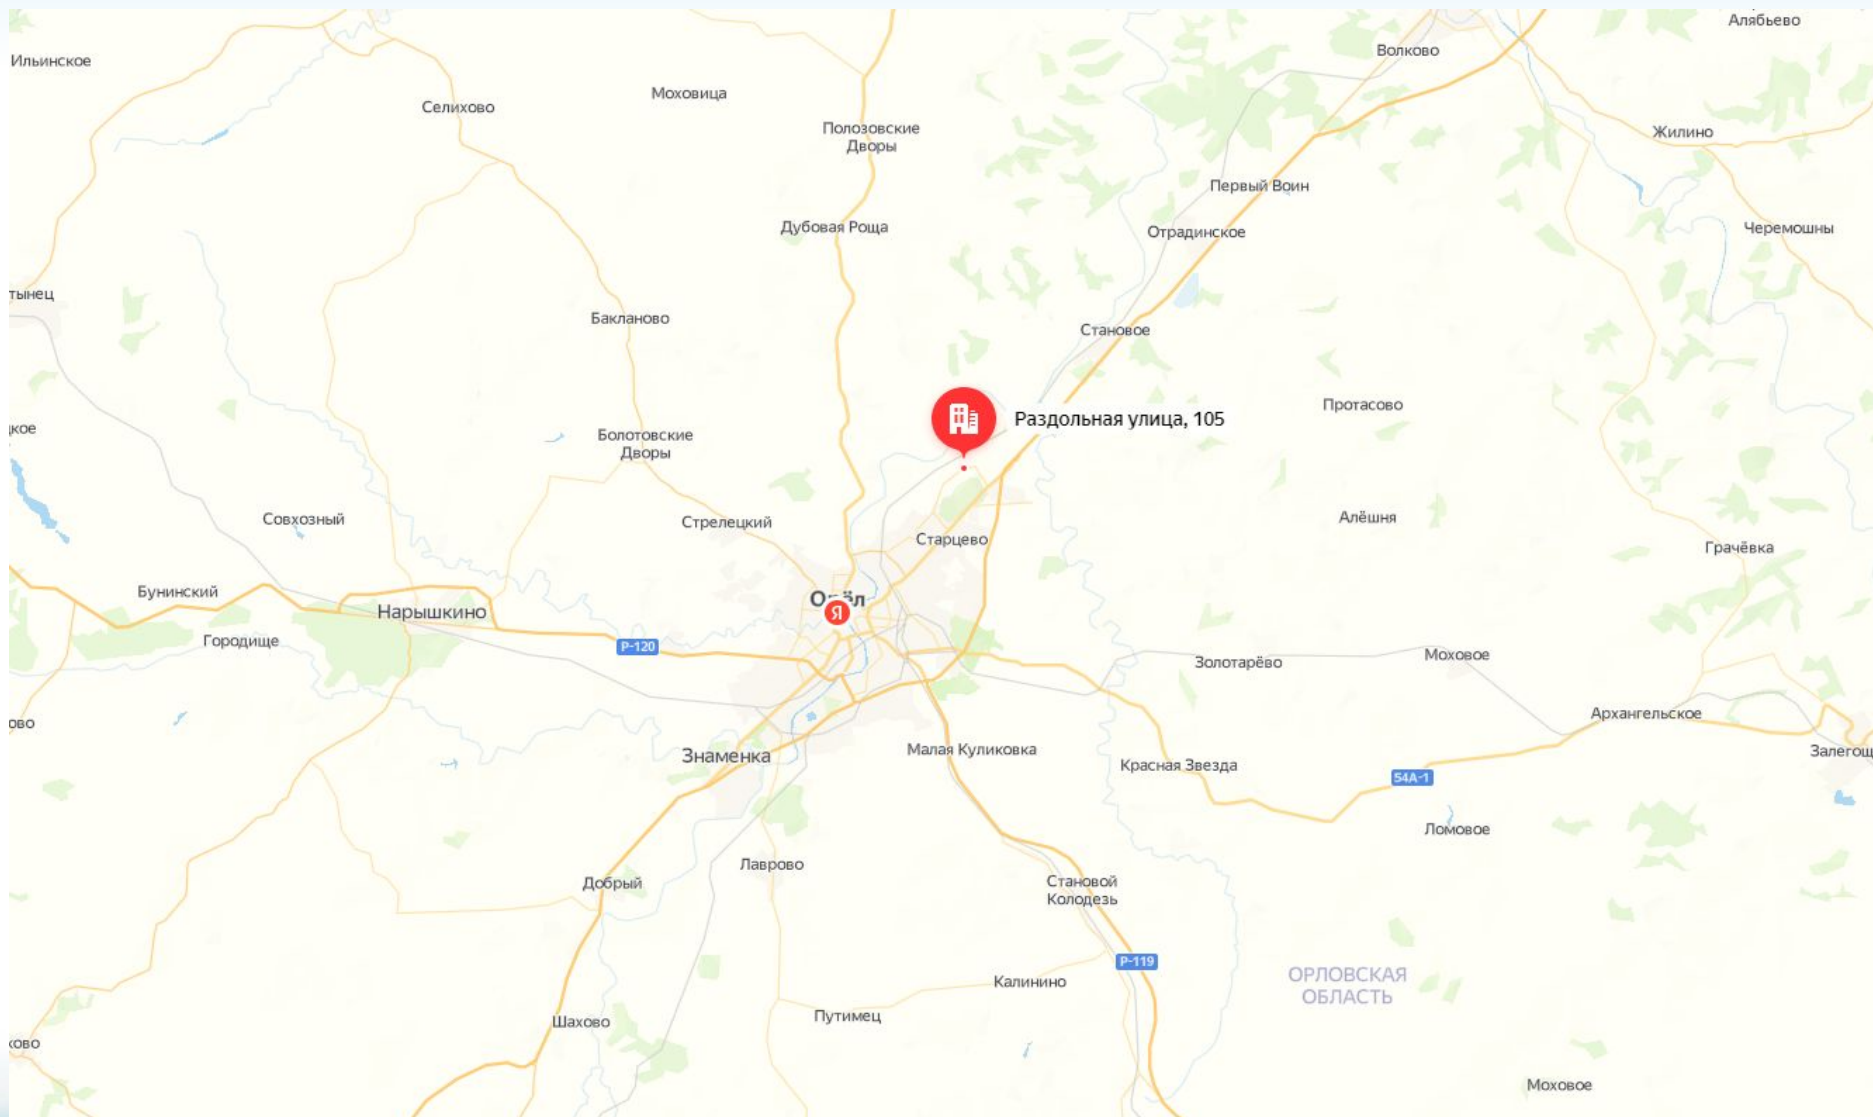 Алябьево
Волково
Ильинское
Моховица
Селихово
Полозовские
Дворы
Жилино
Первый Воин
Дубовая Роща
Отрадинское
Черемошны
тынец
Бакланово
Становое
Протасово
Раздольная улица, 105
кое
Болотовские
Дворы
Совхозный
Стрелецкий
Алёшня
Старцево
Грачёвка
Бунинский
Орёл
Я
Нарышкино
Городище
Р-120
Золотарёво
Моховое
ово
Архангельское
Знаменка
Малая Куликовка
Красная Звезда
Залегощ
54А-1
Ломовое
Лаврово
Добрый
Становой
Колодезь
Р-119
Калинино
ОРЛОВСКАЯ
ОБЛАСТЬ
Путимец
Шахово
ково
Моховое